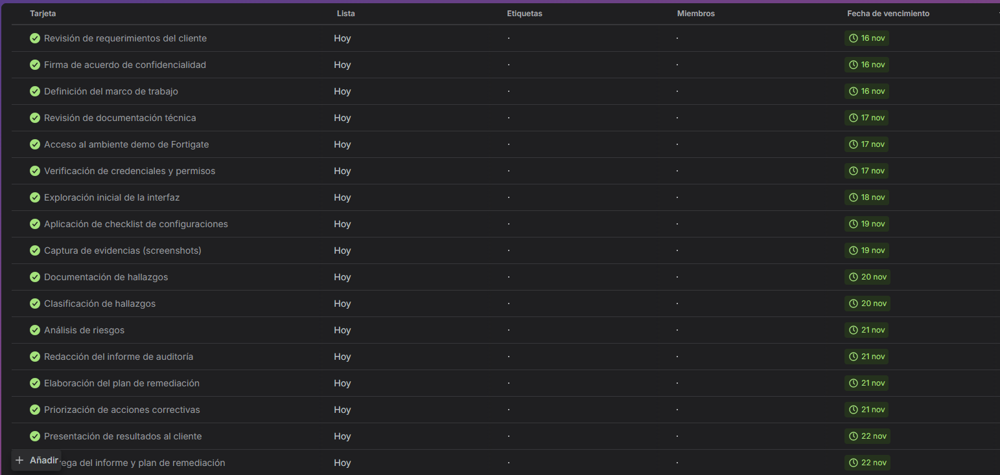 Tarjeta Lista Etiquetas Miembros Fecha de vencimiento
Revisión de requerimientos del cliente Hoy · · 16 nov
Firma de acuerdo de confidencialidad Hoy · · 16 nov
Definición del marco de trabajo Hoy · · 16 nov
Revisión de documentación técnica Hoy · · 17 nov
Acceso al ambiente demo de Fortigate Hoy · · 17 nov
Verificación de credenciales y permisos Hoy · · 17 nov
Exploración inicial de la interfaz Hoy · · 18 nov
Aplicación de checklist de configuraciones Hoy · · 19 nov
Captura de evidencias (screenshots) Hoy · · 19 nov
Documentación de hallazgos Hoy · · 20 nov
Clasificación de hallazgos Hoy · · 20 nov
Análisis de riesgos Hoy · · 21 nov
Redacción del informe de auditoría Hoy · · 21 nov
Elaboración del plan de remediación Hoy · · 21 nov
Priorización de acciones correctivas Hoy · · 21 nov
Presentación de resultados al cliente Hoy · · 22 nov
+ Añadir rega del informe y plan de remediación Hoy · · 22 nov